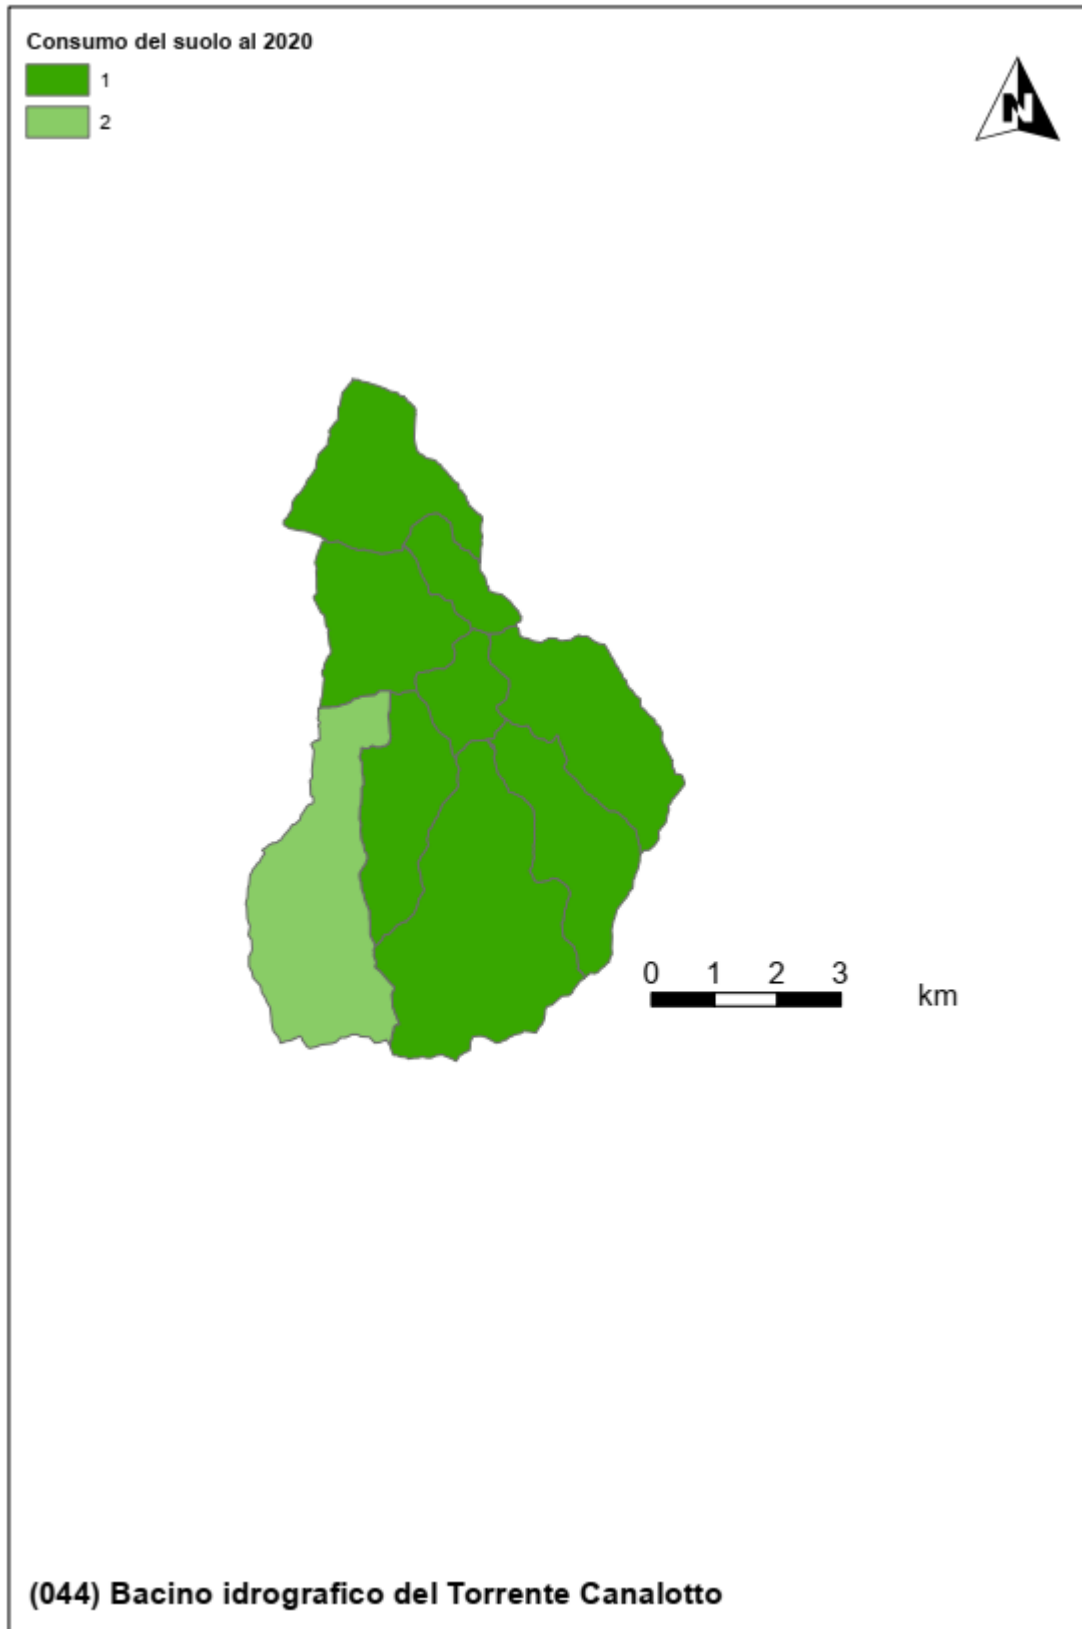 Consumo del suolo al 2020
1
2
N
0 1 2 3
km
(044) Bacino idrografico del Torrente Canalotto